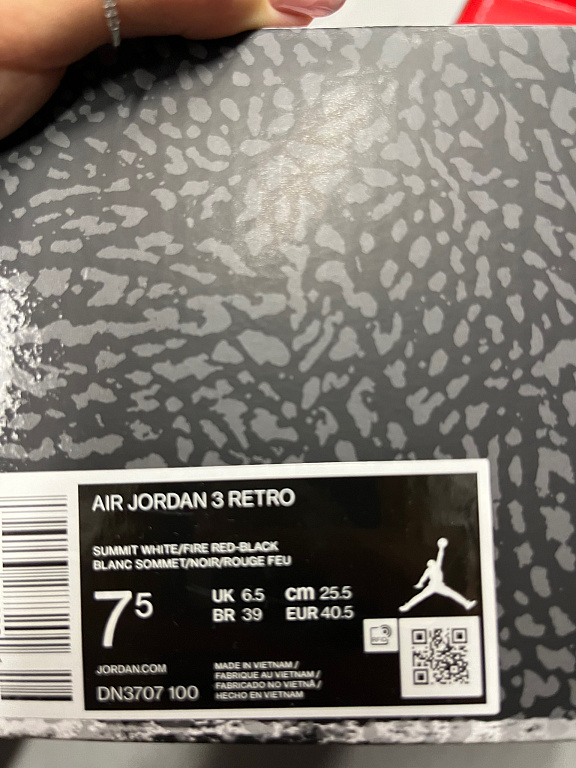 AIR JORDAN 3 RETRO
SUMMIT WHITE/FIRE RED-BLACK
BLANC SOMMET/NOIR/ROUGE FEU
7⁵
UK 6.5 cm 25.5
BR 39 EUR 40.5
RFID
JORDAN.COM
DN3707 100
MADE IN VIETNAM /
FABRIQUE AU VIETNAM /
FABRICADO NO VIETNÃ /
HECHO EN VIETNAM